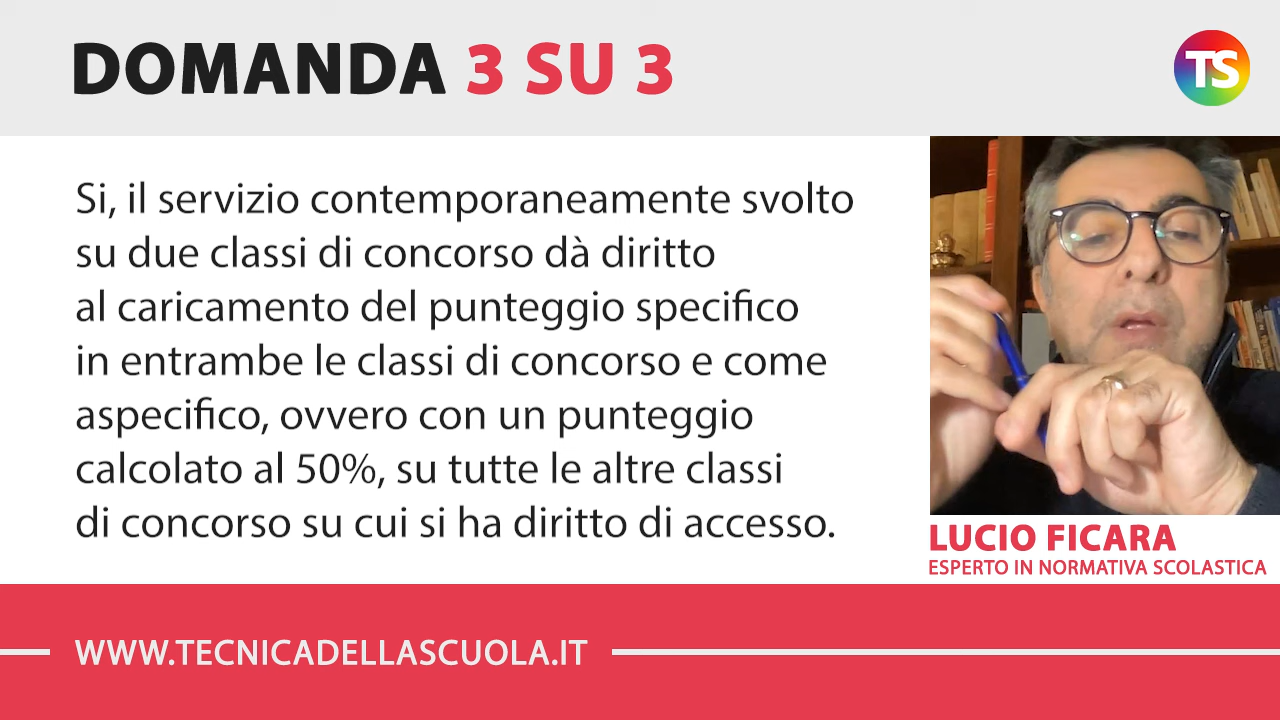 DOMANDA 3 SU 3
TS
Si, il servizio contemporaneamente svolto
su due classi di concorso dà diritto
al caricamento del punteggio specifico
in entrambe le classi di concorso e come
aspecifico, ovvero con un punteggio
calcolato al 50%, su tutte le altre classi
di concorso su cui si ha diritto di accesso.
LUCIO FICARA
ESPERTO IN NORMATIVA SCOLASTICA
WWW.TECNICADELLASCUOLA.IT